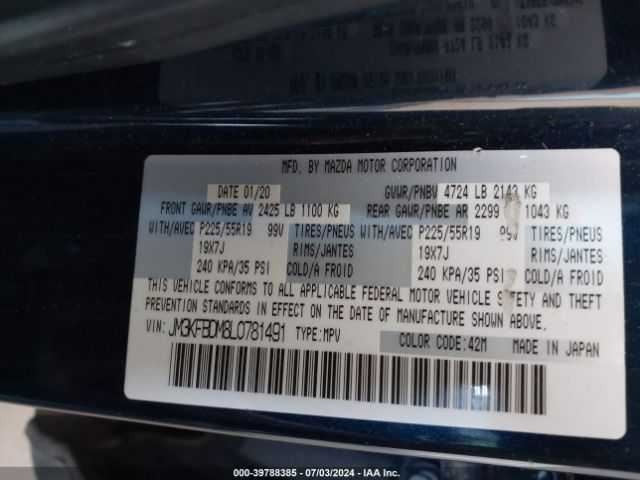 MFD. BY MAZDA MOTOR CORPORATION
DATE 01/20 GVWR/PNBV 4724 LB 2143 KG
FRONT GAWR/PNBE AV 2425 LB 1100 KG REAR GAWR/PNBE AR 2299 1043 KG
WITH/AVEC P225/55R19 99V TIRES/PNEUS WITH/AVEC P225/55R19 99V TIRES/PNEUS
19X7J RIMS/JANTES 19X7J RIMS/JANTES
240 KPA/35 PSI COLD/A FROID 240 KPA/35 PSI COLD/A FROID
THIS VEHICLE CONFORMS TO ALL APPLICABLE FEDERAL MOTOR VEHICLE SAFETY AND THEFT
PREVENTION STANDARDS IN EFFECT ON THE DATE OF MANUFACTURE SHOWN ABOVE.
VIN: JM3KFBDM8L0781491 TYPE: MPV COLOR CODE: 42M MADE IN JAPAN
000-39788385 - 07/03/2024 - IAA Inc.